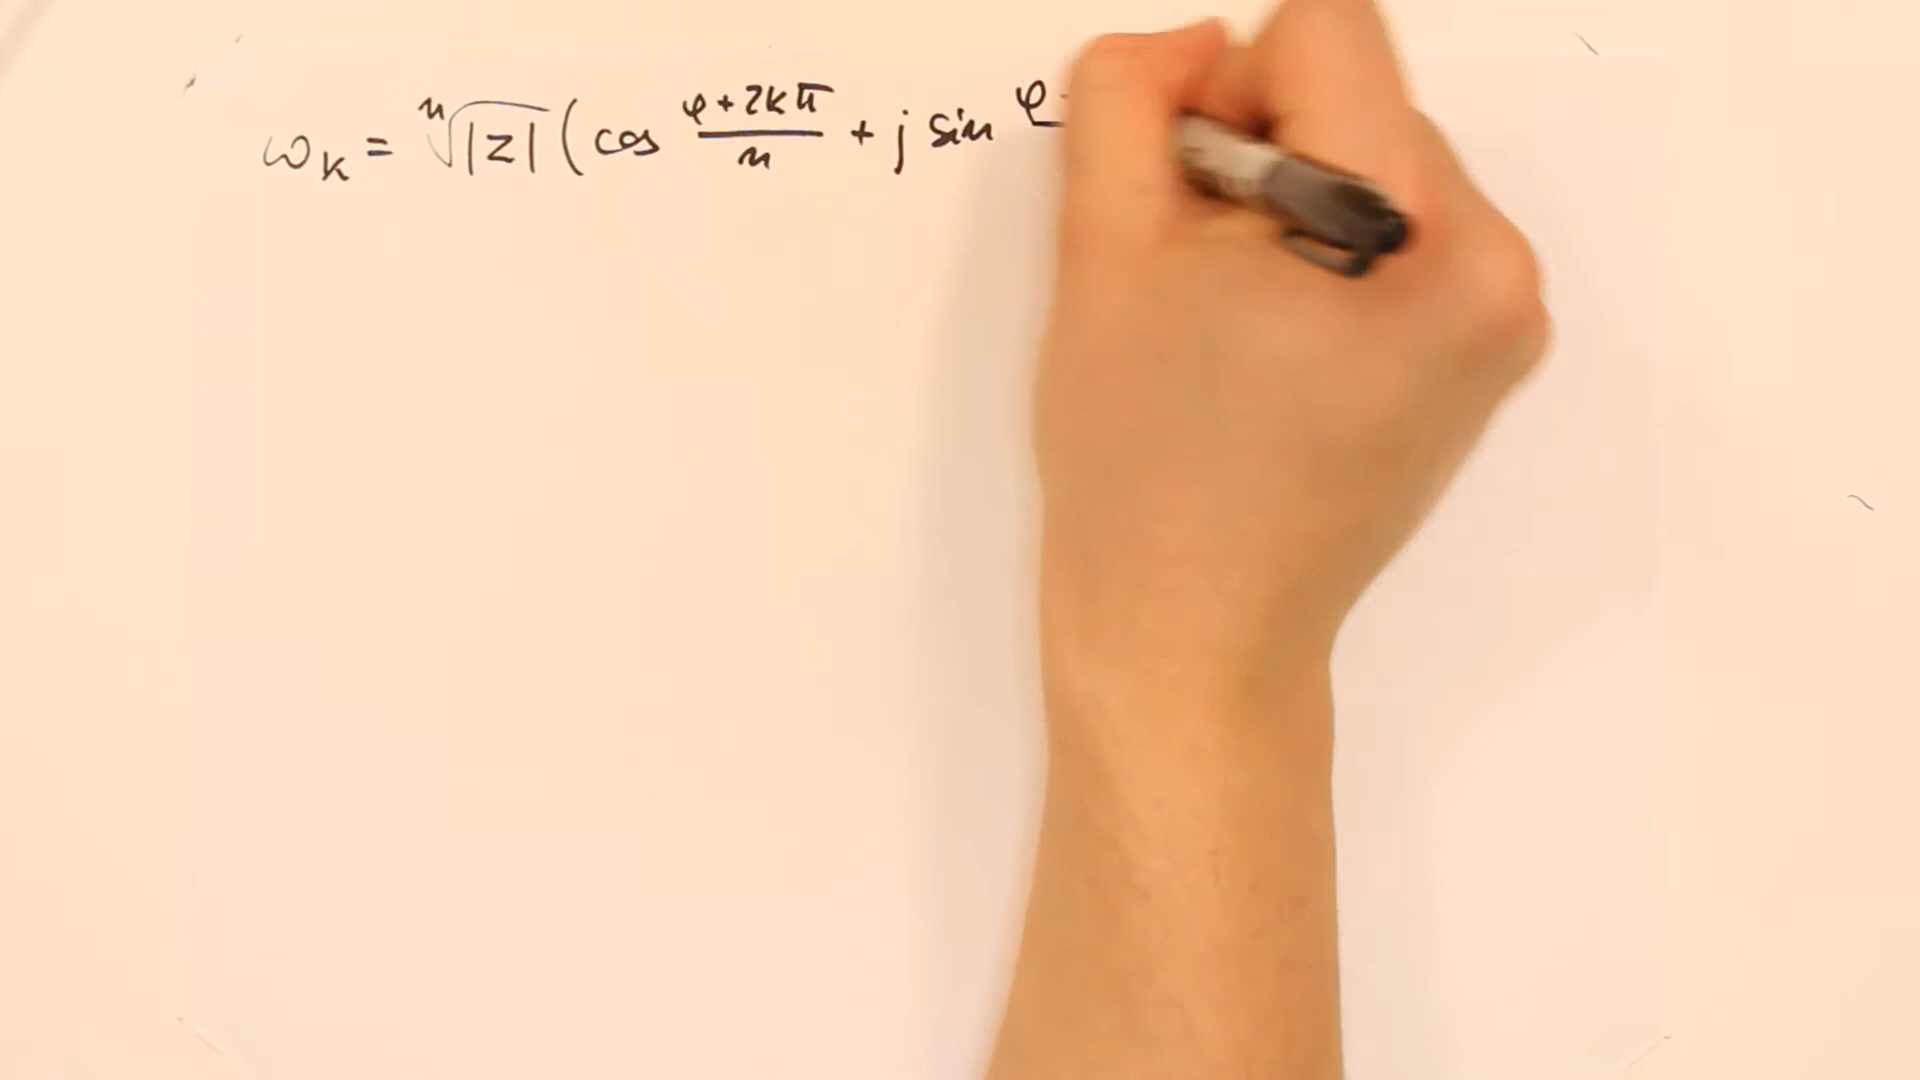 ω_k = ⁿ√|z| (cos (φ + 2kπ)/n + j sin φ